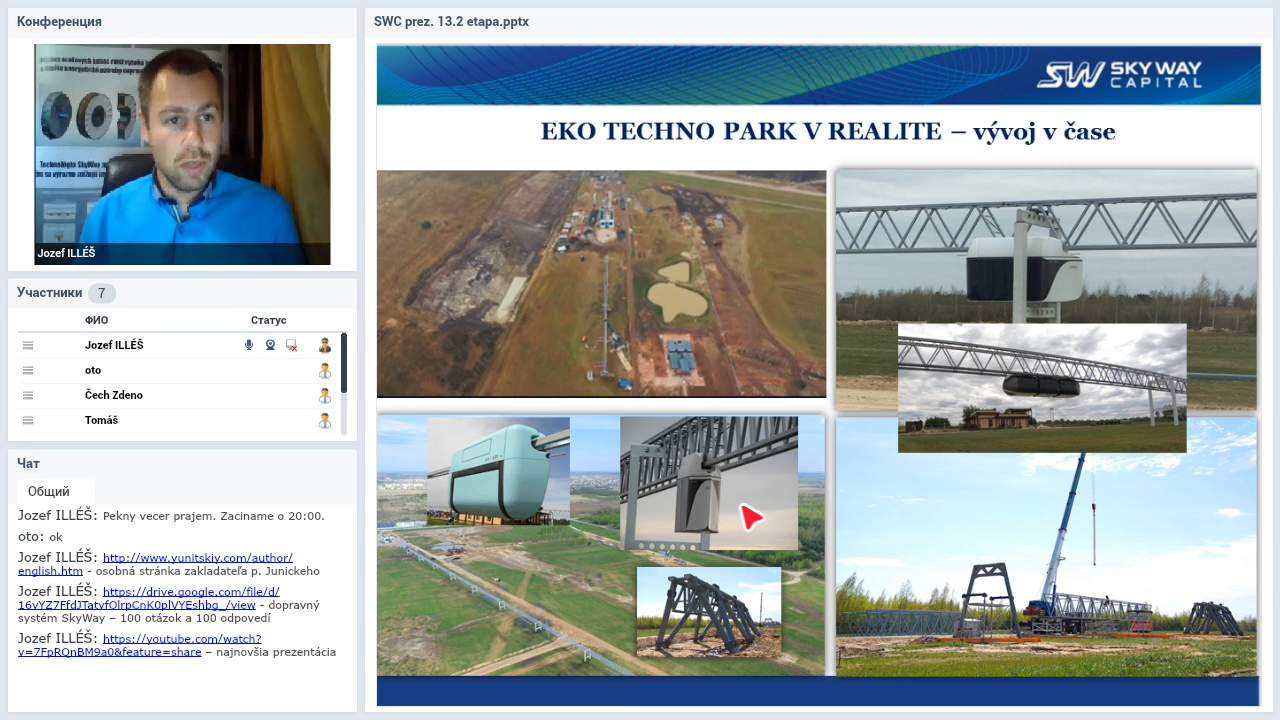 Конференция
Technológia SkyWay
Jozef ILLÉŠ
Участники 7
ФИО Статус
Jozef ILLÉŠ
oto
Čech Zdeno
Tomáš
Чат
Общий
Jozef ILLÉŠ: Pekny vecer prajem. Zaciname o 20:00.
oto: ok
Jozef ILLÉŠ: http://www.yunitskiy.com/author/
english.htm - osobná stránka zakladateľa p. Junickeho
Jozef ILLÉŠ: https://drive.google.com/file/d/
16vYZ7FfdJTatvfOlrpCnK0plVYEshbg_/view - dopravný
systém SkyWay – 100 otázok a 100 odpovedí
Jozef ILLÉŠ: https://youtube.com/watch?
v=7FpRQnBM9a0&feature=share – najnovšia prezentácia
SWC prez. 13.2 etapa.pptx
SW SKY WAY
CAPITAL
EKO TECHNO PARK V REALITE – vývoj v čase